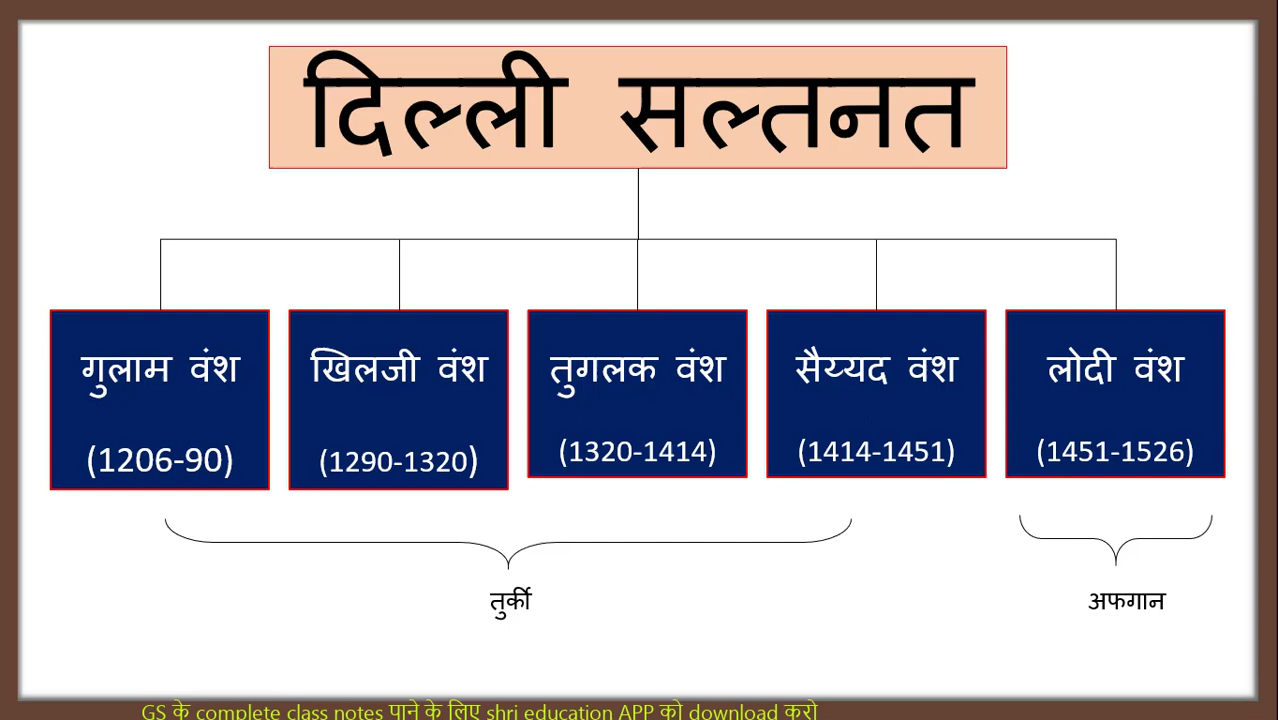 दिल्ली सल्तनत
गुलाम वंश
(1206-90)
खिलजी वंश
(1290-1320)
तुगलक वंश
(1320-1414)
सैय्यद वंश
(1414-1451)
लोदी वंश
(1451-1526)
तुर्की
अफगान
GS के complete class notes पाने के लिए shri education APP को download करो